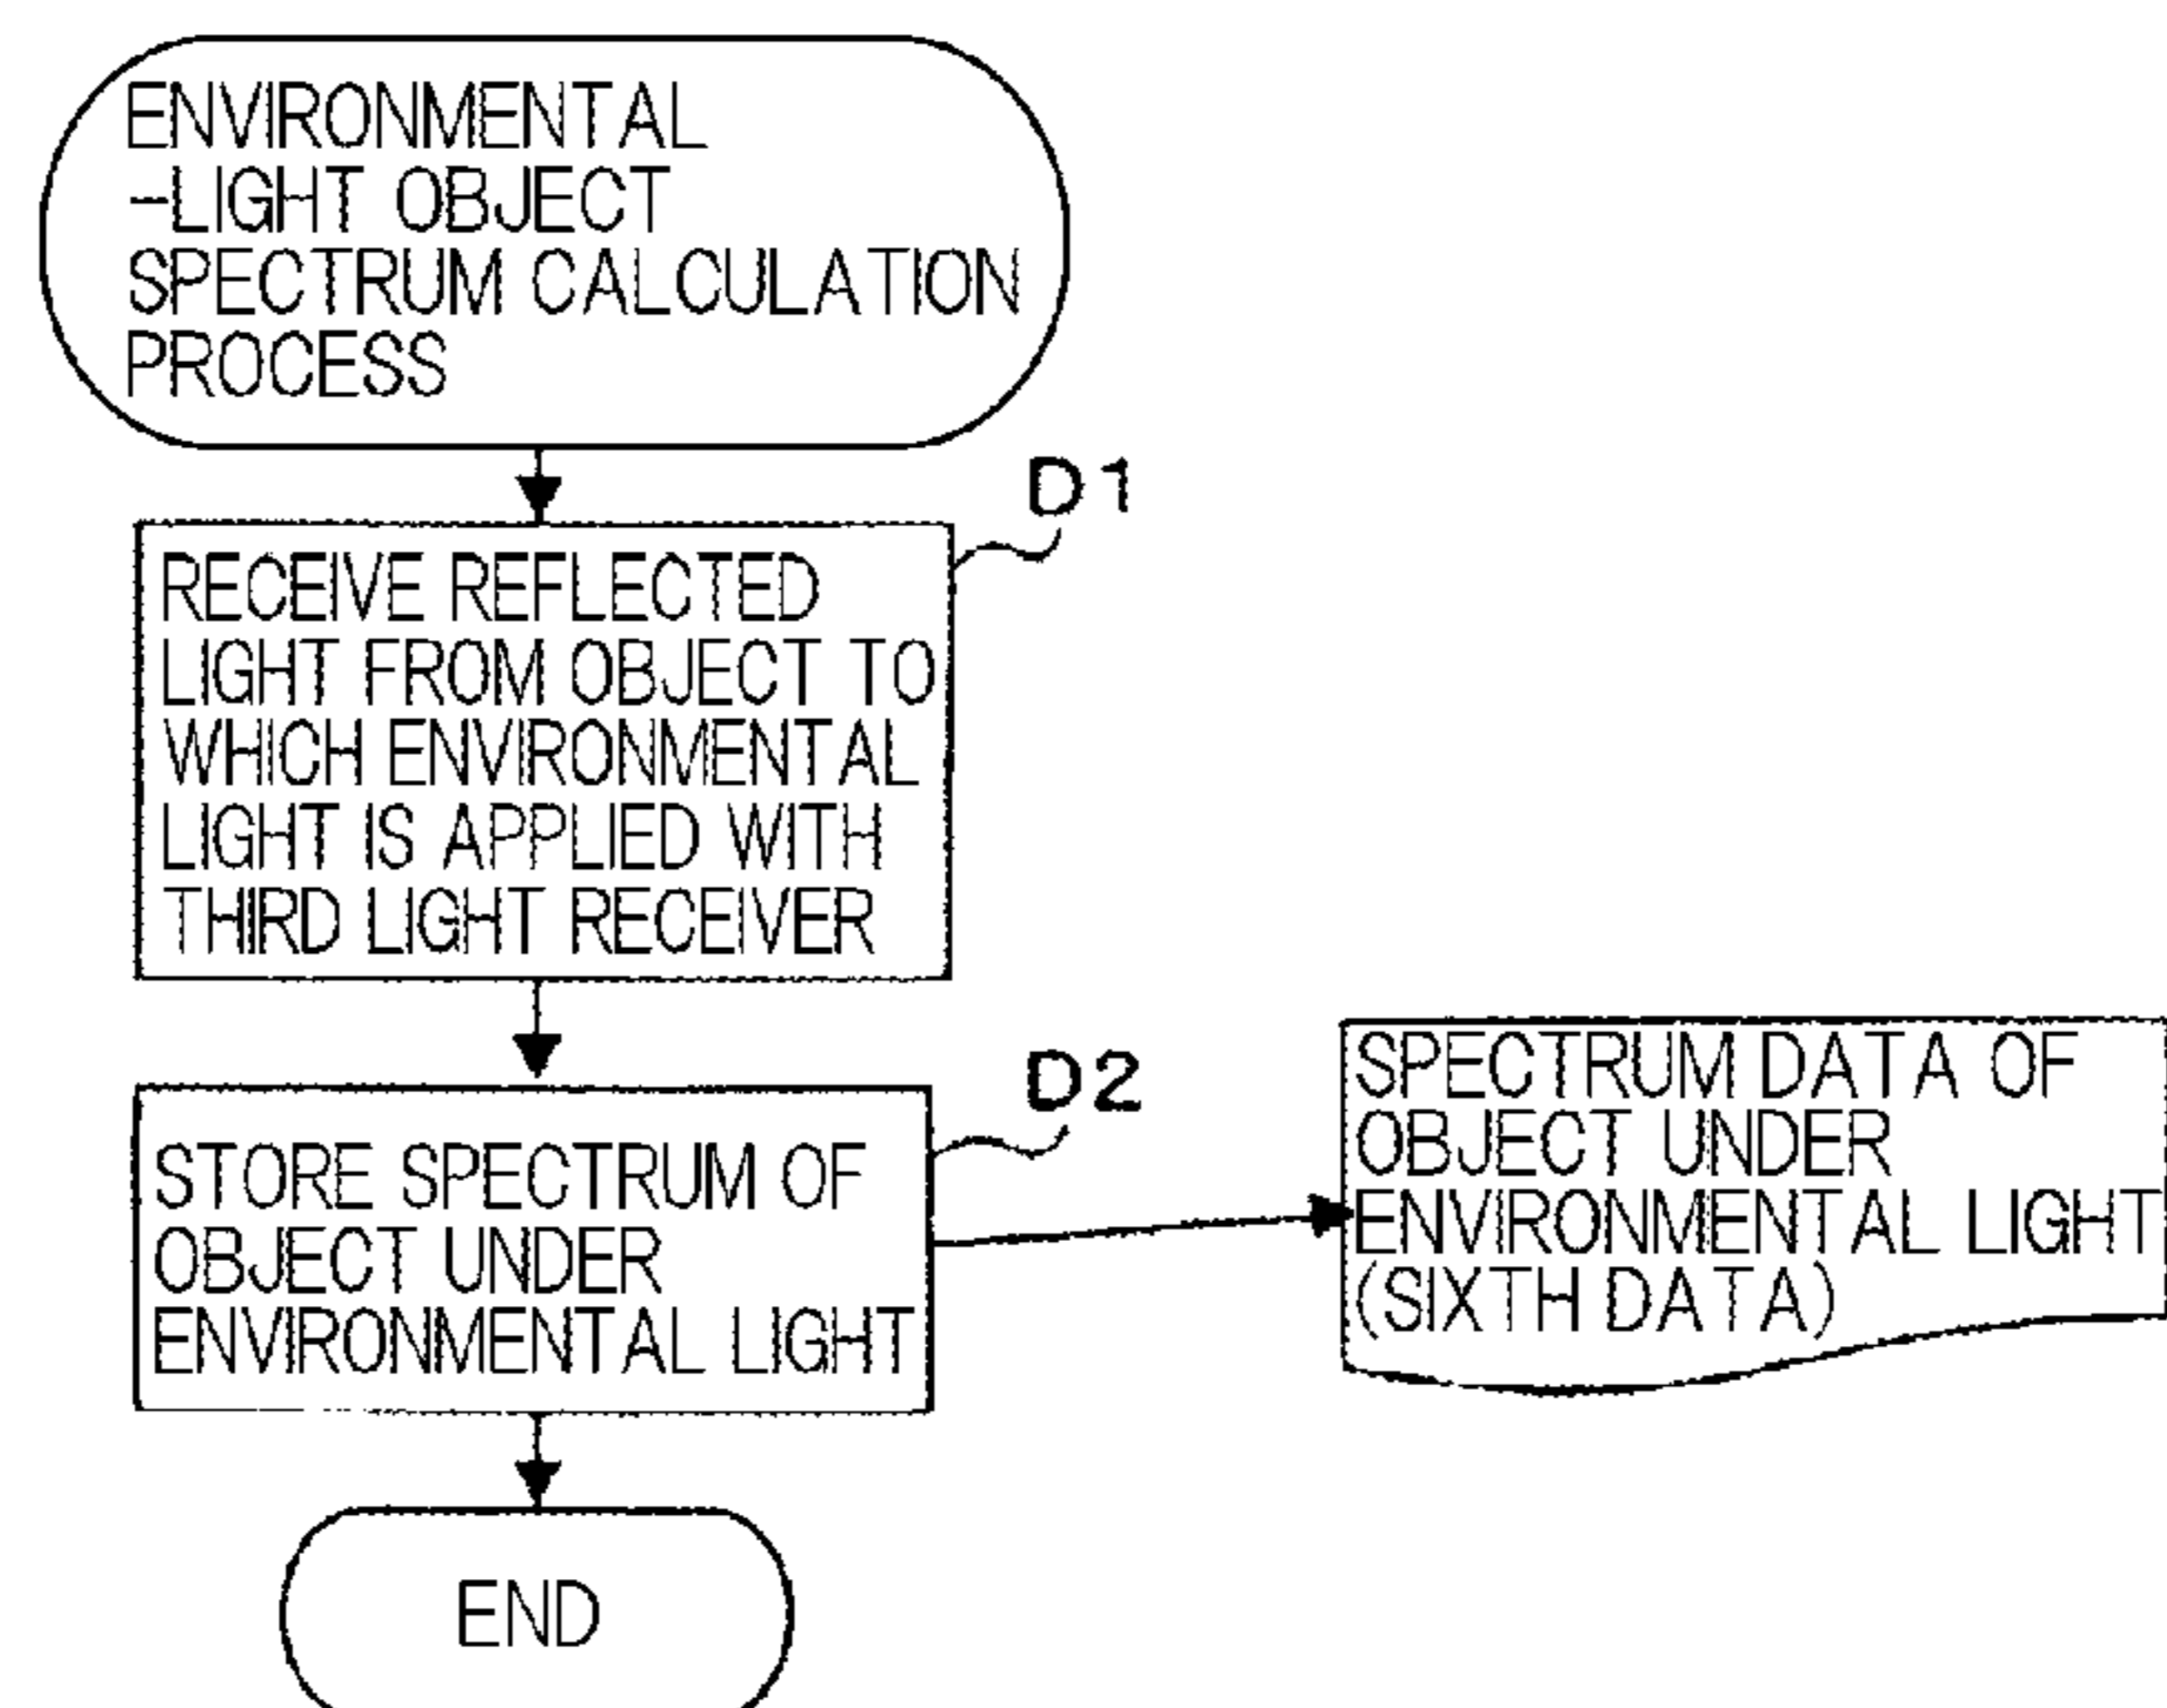 ENVIRONMENTAL
-LIGHT OBJECT
SPECTRUM CALCULATION
PROCESS
D1
RECEIVE REFLECTED
LIGHT FROM OBJECT TO
WHICH ENVIRONMENTAL
LIGHT IS APPLIED WITH
THIRD LIGHT RECEIVER
D2
STORE SPECTRUM OF
OBJECT UNDER
ENVIRONMENTAL LIGHT
SPECTRUM DATA OF
OBJECT UNDER
ENVIRONMENTAL LIGHT
(SIXTH DATA)
END